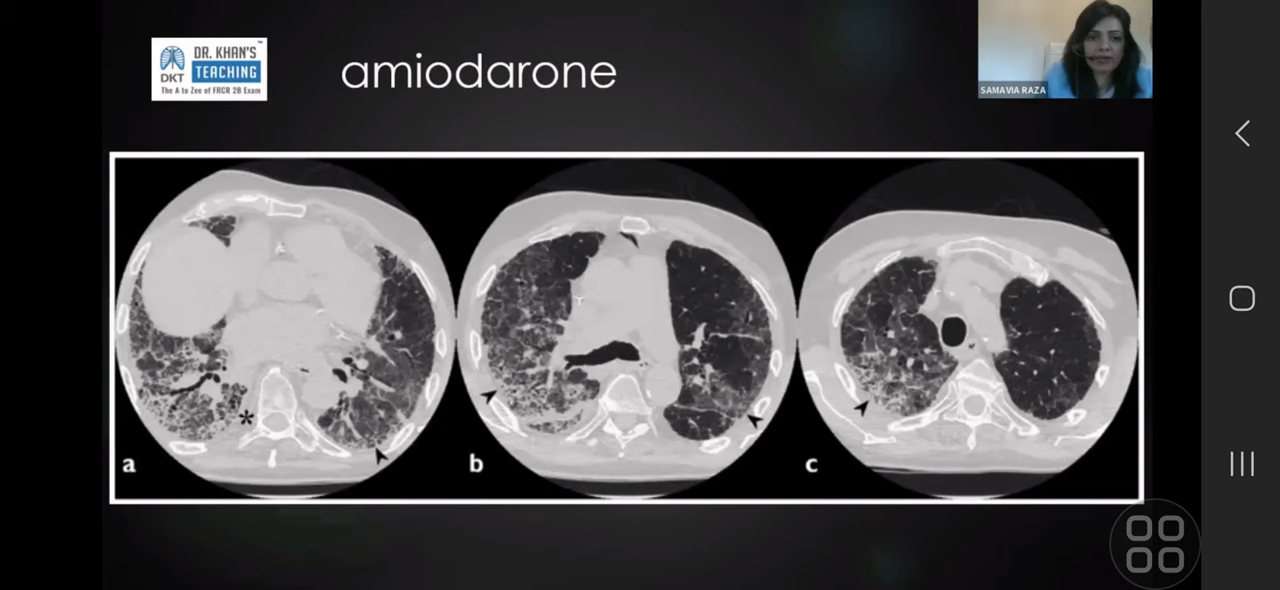 DR. KHAN'S
TEACHING
DKT
The A to Zee of FRCR 2B Exam
amiodarone
SAMAVIA RAZA
a
*
b
c